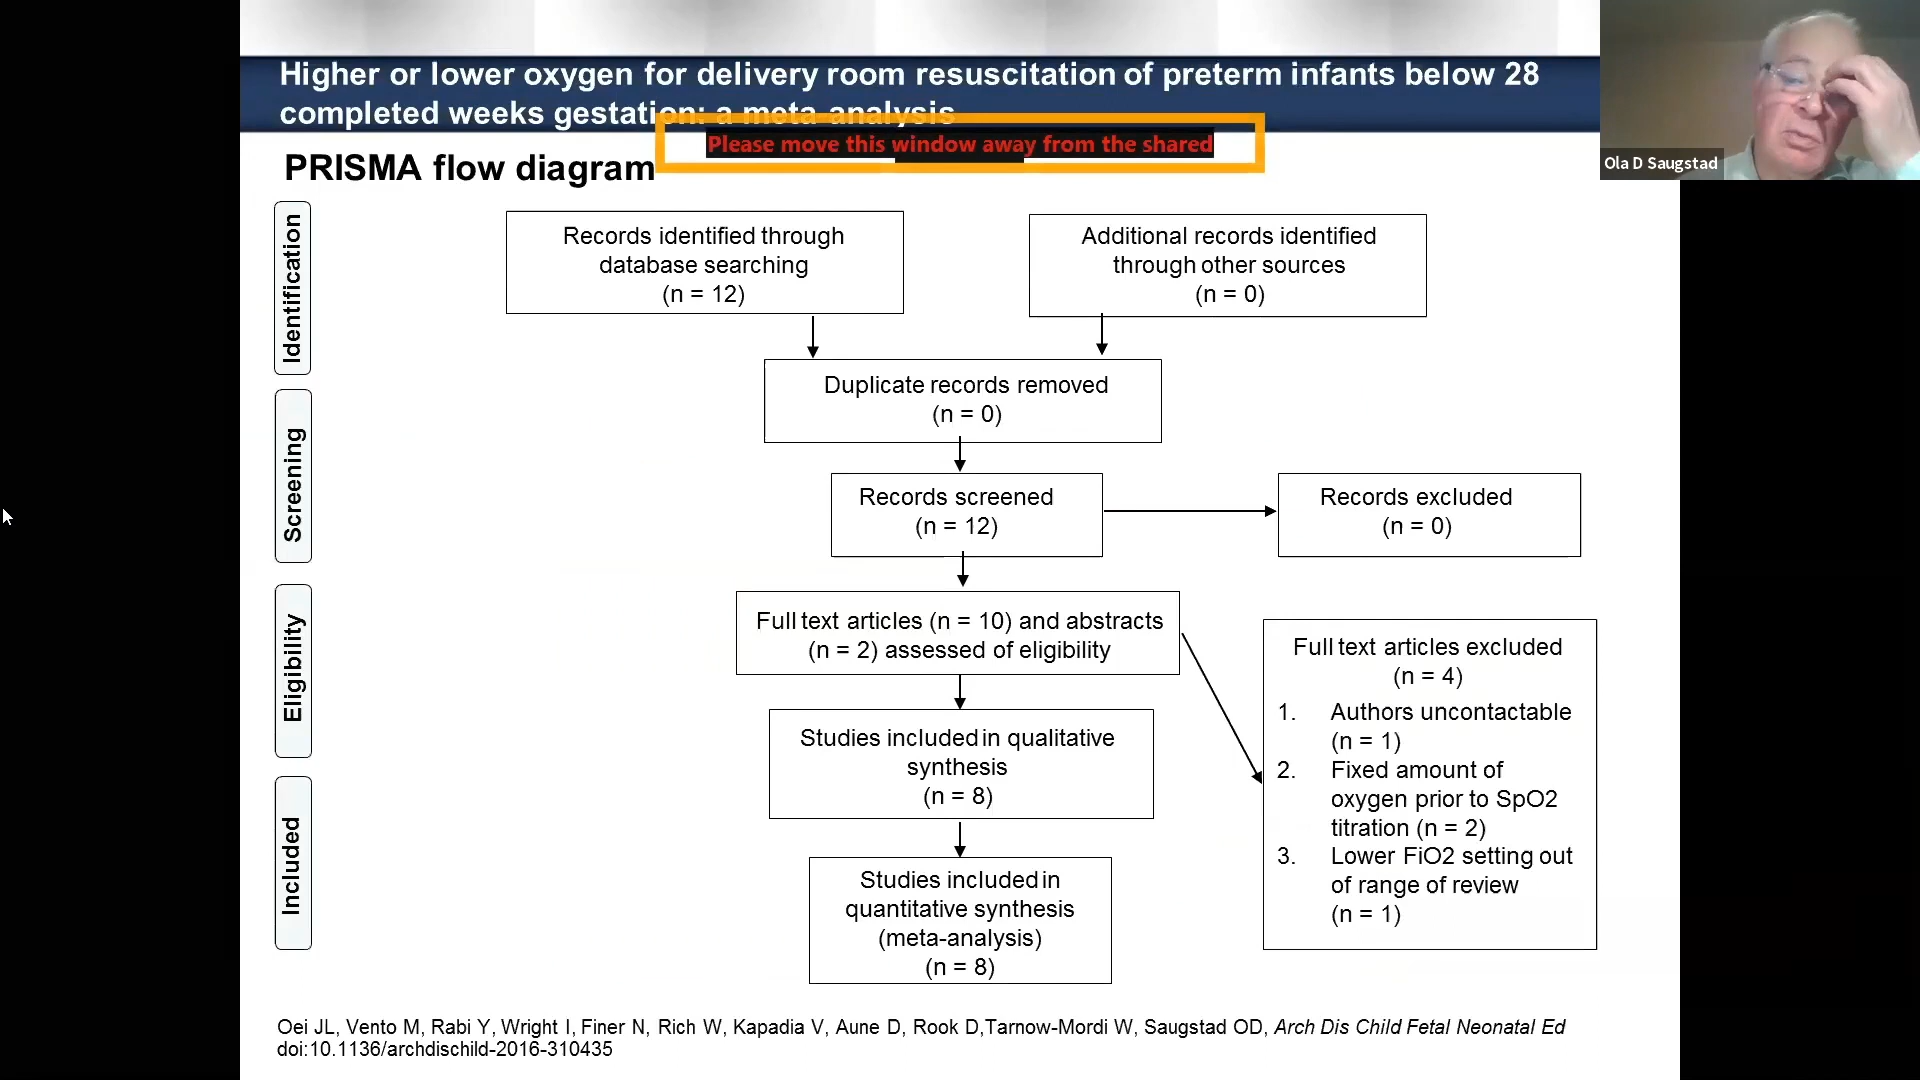 Higher or lower oxygen for delivery room resuscitation of preterm infants below 28
completed weeks gestation: a meta-analysis
Please move this window away from the shared
Ola D Saugstad
PRISMA flow diagram
Identification
Records identified through
database searching
(n = 12)
Additional records identified
through other sources
(n = 0)
Duplicate records removed
(n = 0)
Screening
Records screened
(n = 12)
Records excluded
(n = 0)
Eligibility
Full text articles (n = 10) and abstracts
(n = 2) assessed of eligibility
Full text articles excluded
(n = 4)
1. Authors uncontactable
(n = 1)
2. Fixed amount of
oxygen prior to SpO2
titration (n = 2)
3. Lower FiO2 setting out
of range of review
(n = 1)
Studies included in qualitative
synthesis
(n = 8)
Included
Studies included in
quantitative synthesis
(meta-analysis)
(n = 8)
Oei JL, Vento M, Rabi Y, Wright I, Finer N, Rich W, Kapadia V, Aune D, Rook D,Tarnow-Mordi W, Saugstad OD, Arch Dis Child Fetal Neonatal Ed
doi:10.1136/archdischild-2016-310435